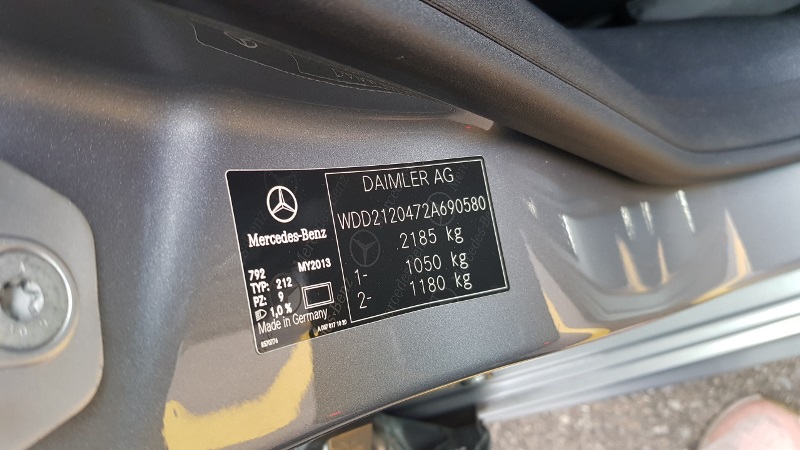 Mercedes-Benz
792 MY2013
TYP: 212
PZ: 9
1,0 %
Made in Germany
DAIMLER AG
WDD2120472A690580
.2185 kg
1- 1050 kg
2- 1180 kg